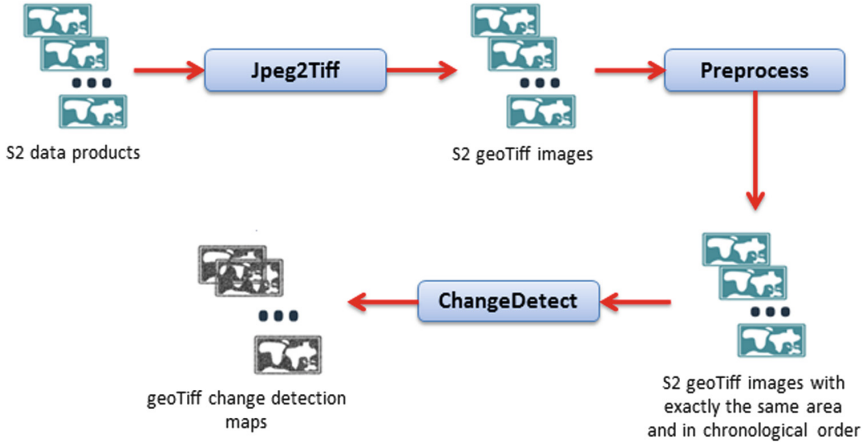 Jpeg2Tiff
Preprocess
S2 data products
S2 geoTiff images
ChangeDetect
geoTiff change detection
maps
S2 geoTiff images with
exactly the same area
and in chronological order